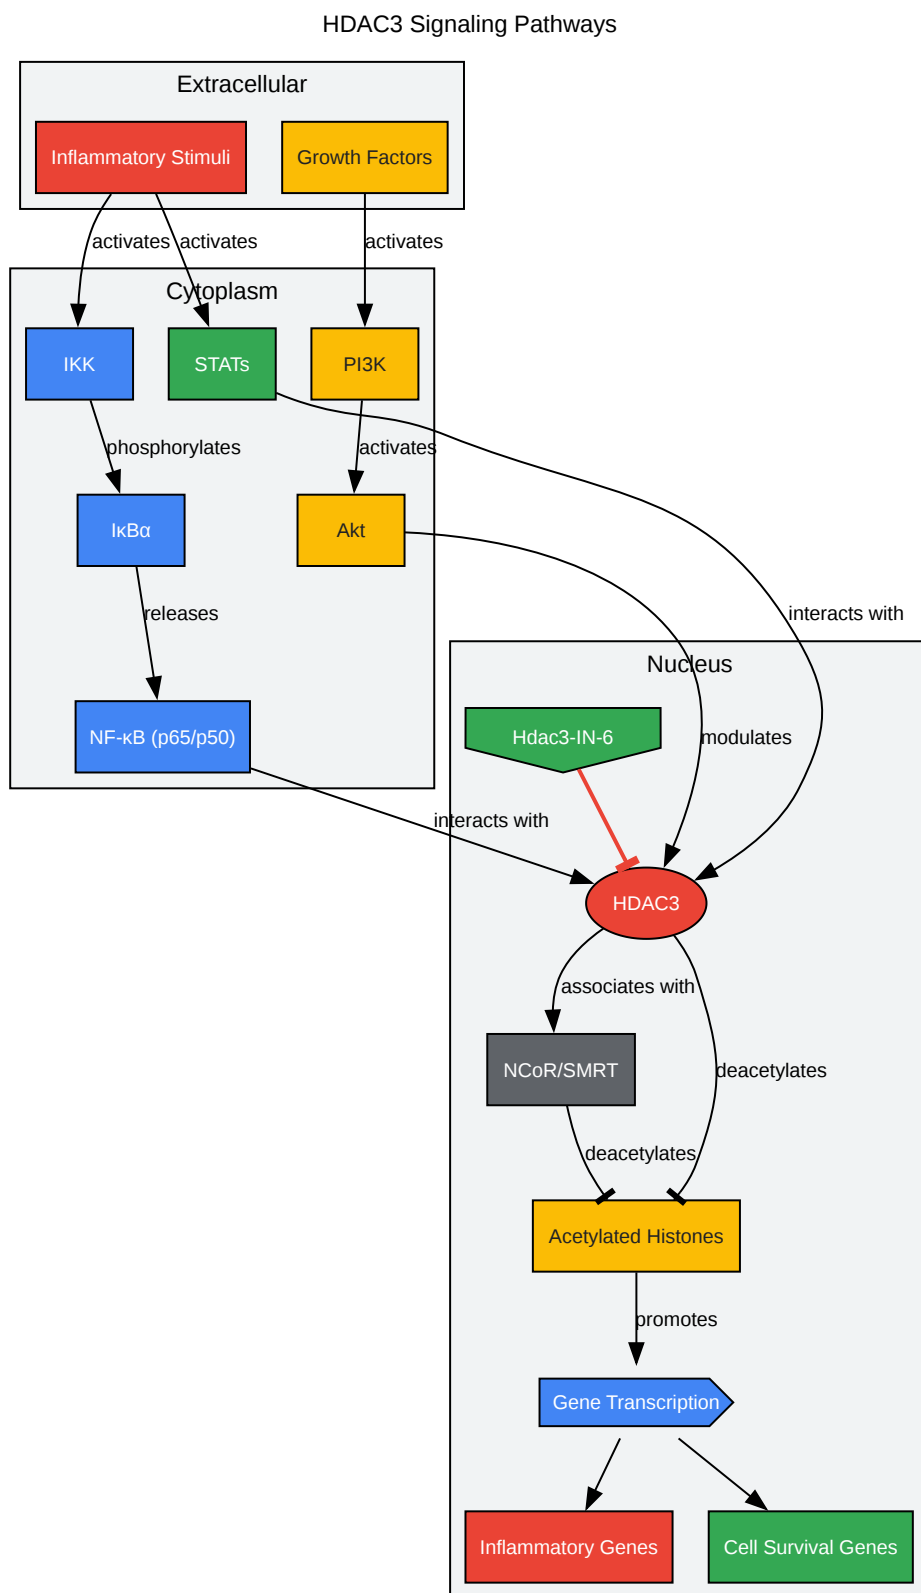 HDAC3 Signaling Pathways
Extracellular
Inflammatory Stimuli
Growth Factors
activates
activates
activates
Cytoplasm
IKK
STATs
PI3K
phosphorylates
activates
IκBα
Akt
releases
interacts with
Nucleus
NF-κB (p65/p50)
Hdac3-IN-6
modulates
interacts with
HDAC3
associates with
NCoR/SMRT
deacetylates
deacetylates
Acetylated Histones
promotes
Gene Transcription
Inflammatory Genes
Cell Survival Genes